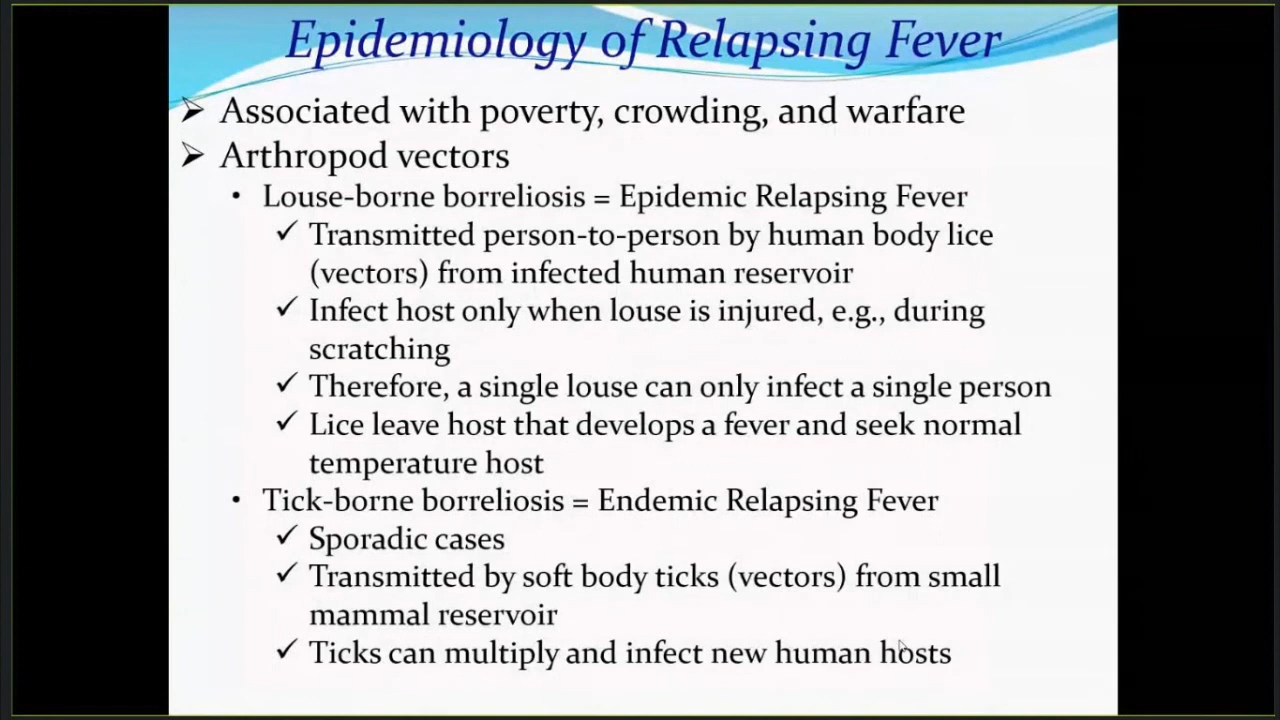 Epidemiology of Relapsing Fever
➢ Associated with poverty, crowding, and warfare
➢ Arthropod vectors
• Louse-borne borreliosis = Epidemic Relapsing Fever
✓ Transmitted person-to-person by human body lice
(vectors) from infected human reservoir
✓ Infect host only when louse is injured, e.g., during
scratching
✓ Therefore, a single louse can only infect a single person
✓ Lice leave host that develops a fever and seek normal
temperature host
• Tick-borne borreliosis = Endemic Relapsing Fever
✓ Sporadic cases
✓ Transmitted by soft body ticks (vectors) from small
mammal reservoir
✓ Ticks can multiply and infect new human hosts